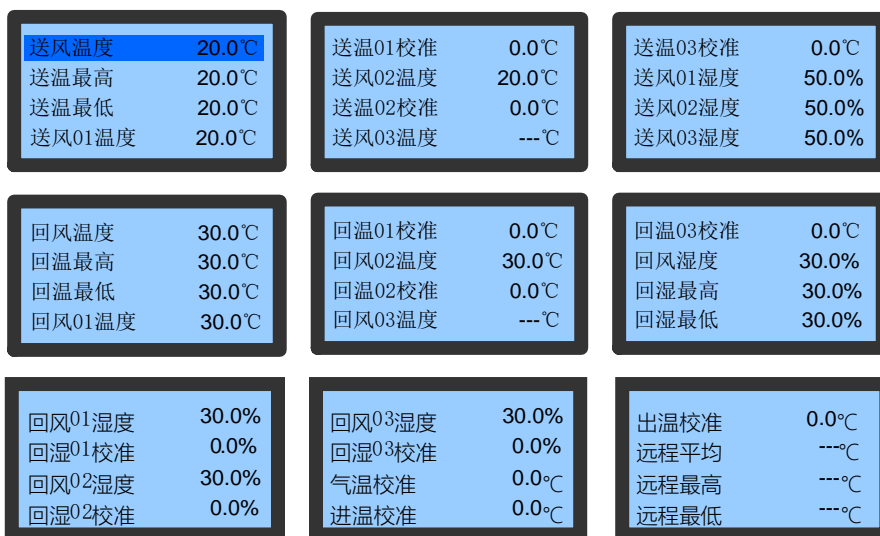 送风温度 20.0℃
送温最高 20.0℃
送温最低 20.0℃
送风01温度 20.0℃
送温01校准 0.0℃
送风02温度 20.0℃
送温02校准 0.0℃
送风03温度 ---℃
送温03校准 0.0℃
送风01湿度 50.0%
送风02湿度 50.0%
送风03湿度 50.0%
回风温度 30.0℃
回温最高 30.0℃
回温最低 30.0℃
回风01温度 30.0℃
回温01校准 0.0℃
回风02温度 30.0℃
回温02校准 0.0℃
回风03温度 ---℃
回温03校准 0.0℃
回风湿度 30.0%
回湿最高 30.0%
回湿最低 30.0%
回风01湿度 30.0%
回湿01校准 0.0%
回风02湿度 30.0%
回湿02校准 0.0%
回风03湿度 30.0%
回湿03校准 0.0%
气温校准 0.0℃
进温校准 0.0℃
出温校准 0.0℃
远程平均 ---℃
远程最高 ---℃
远程最低 ---℃